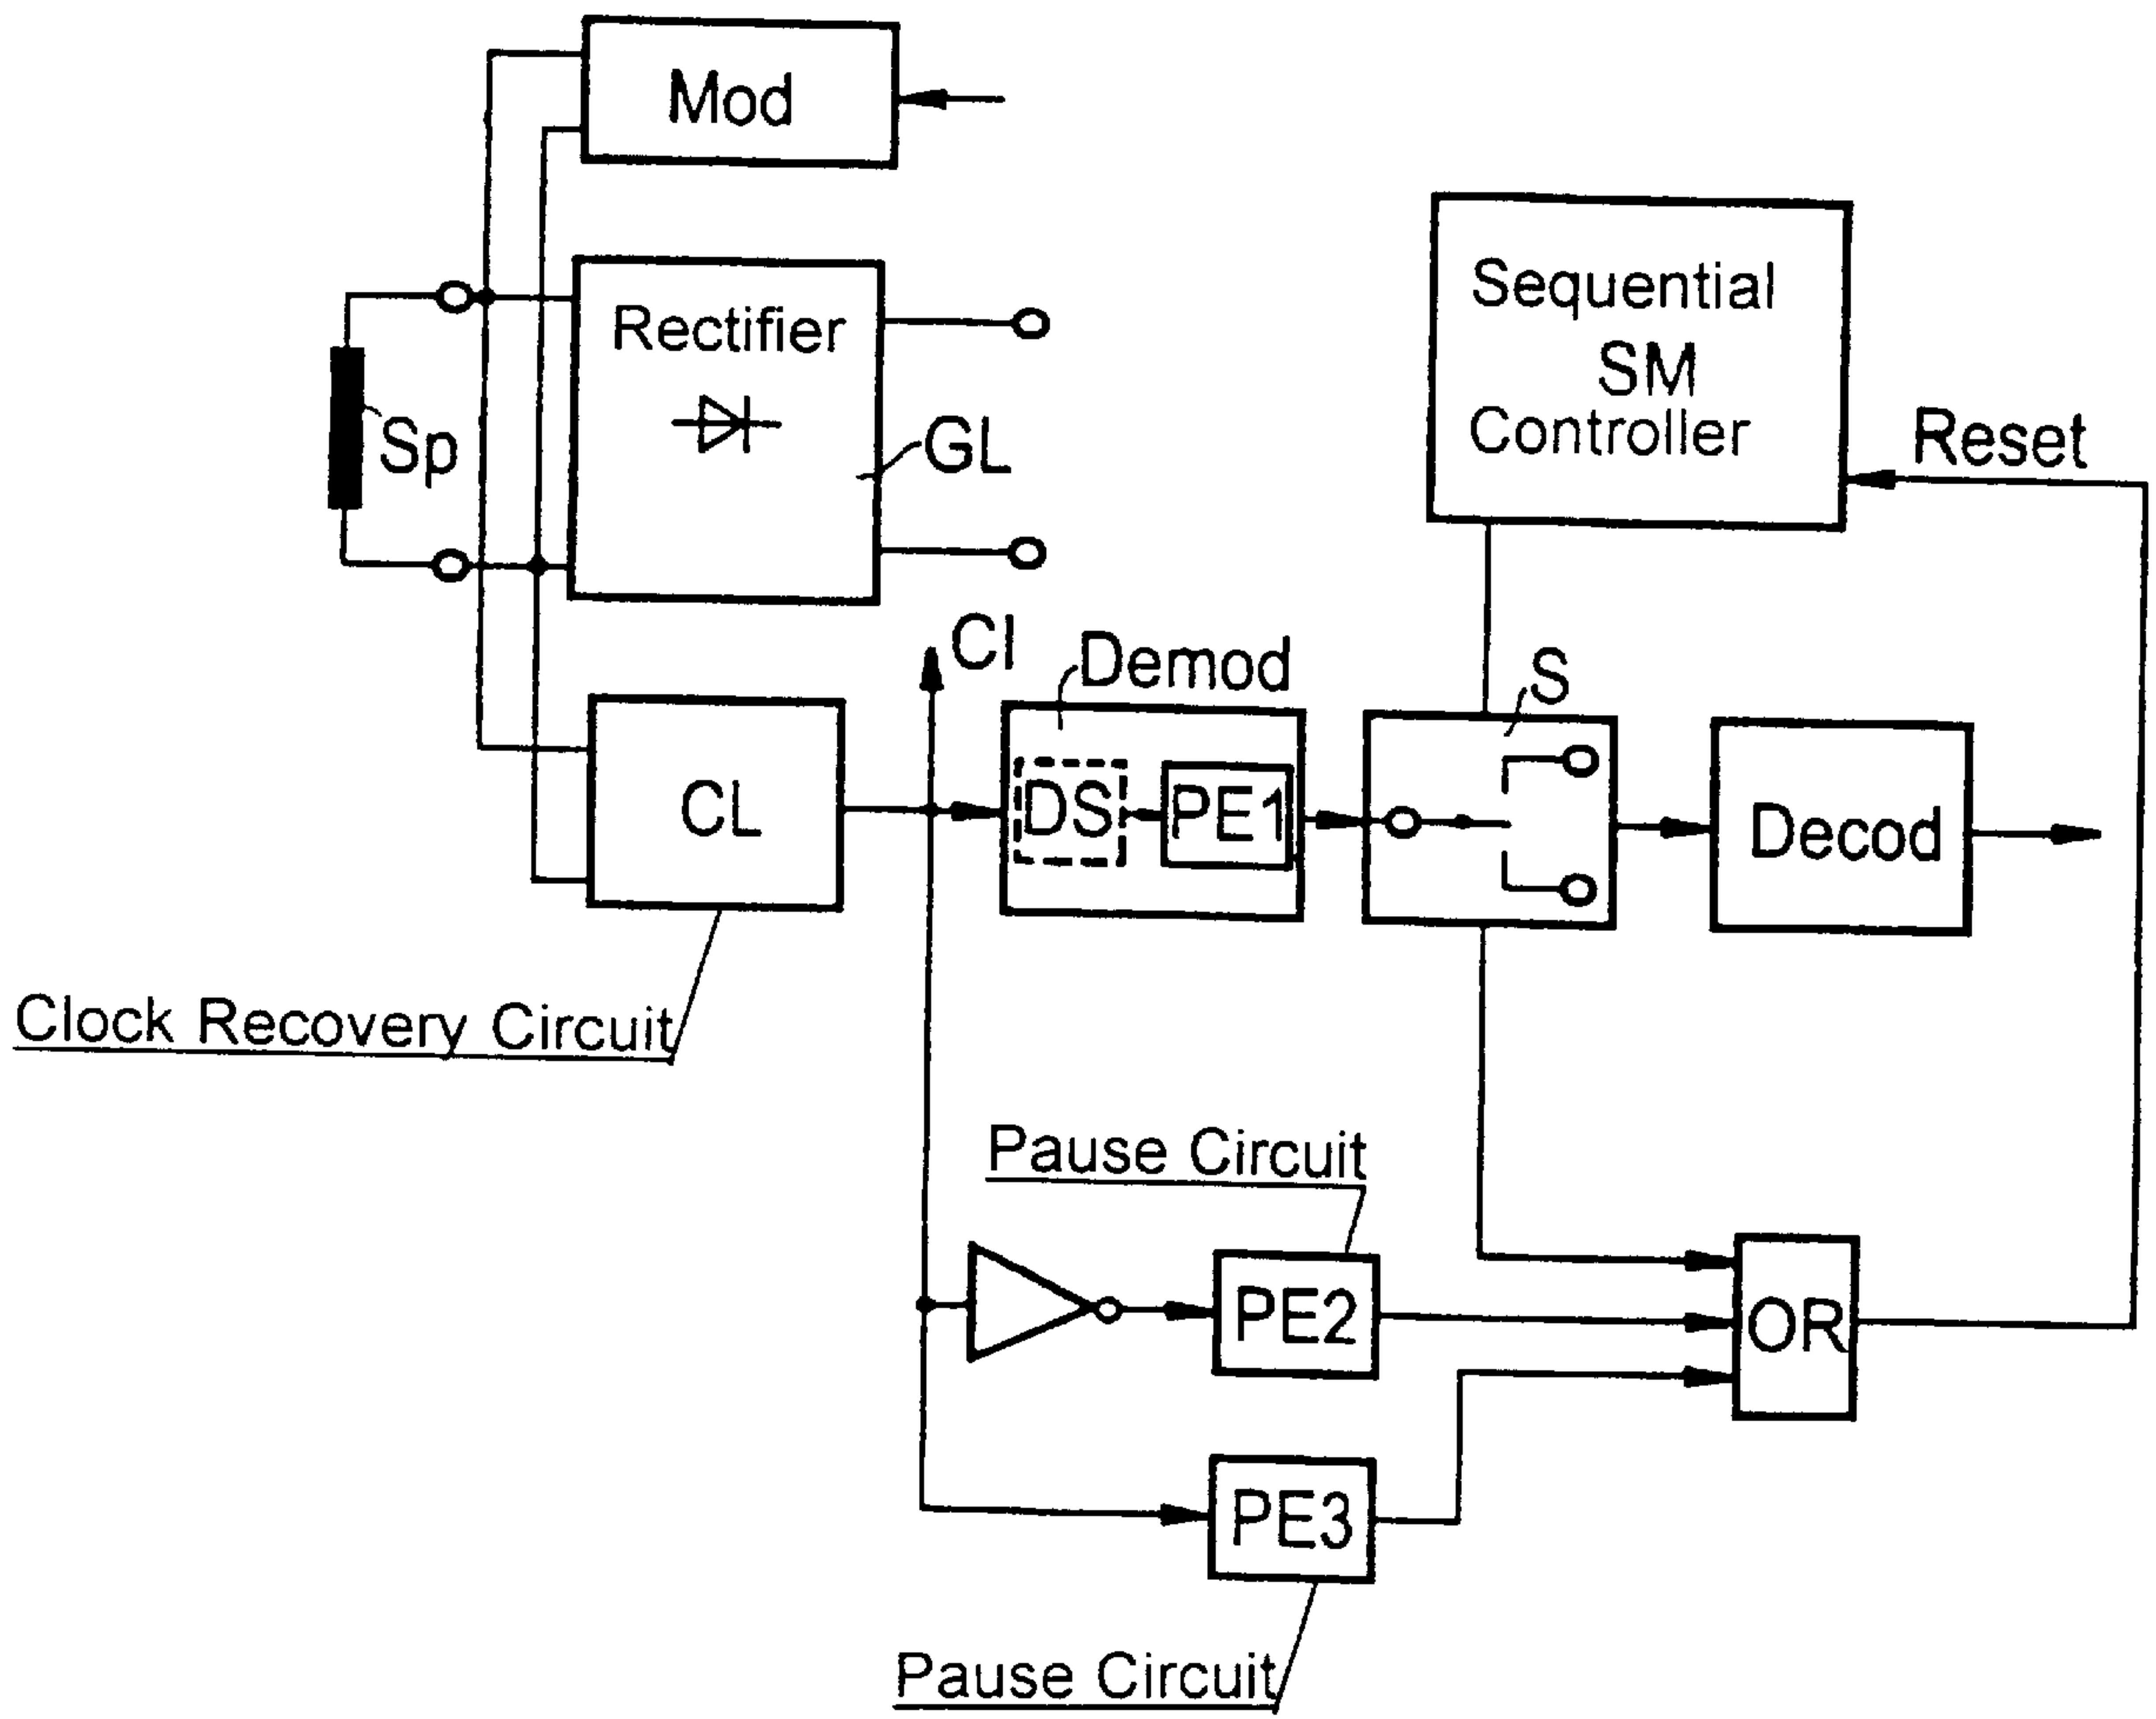 Mod
Sequential
SM
Controller
Rectifier
Reset
Sp
GL
Cl
Demod
S
CL
DS
PE1
Decod
Clock Recovery Circuit
Pause Circuit
PE2
OR
PE3
Pause Circuit